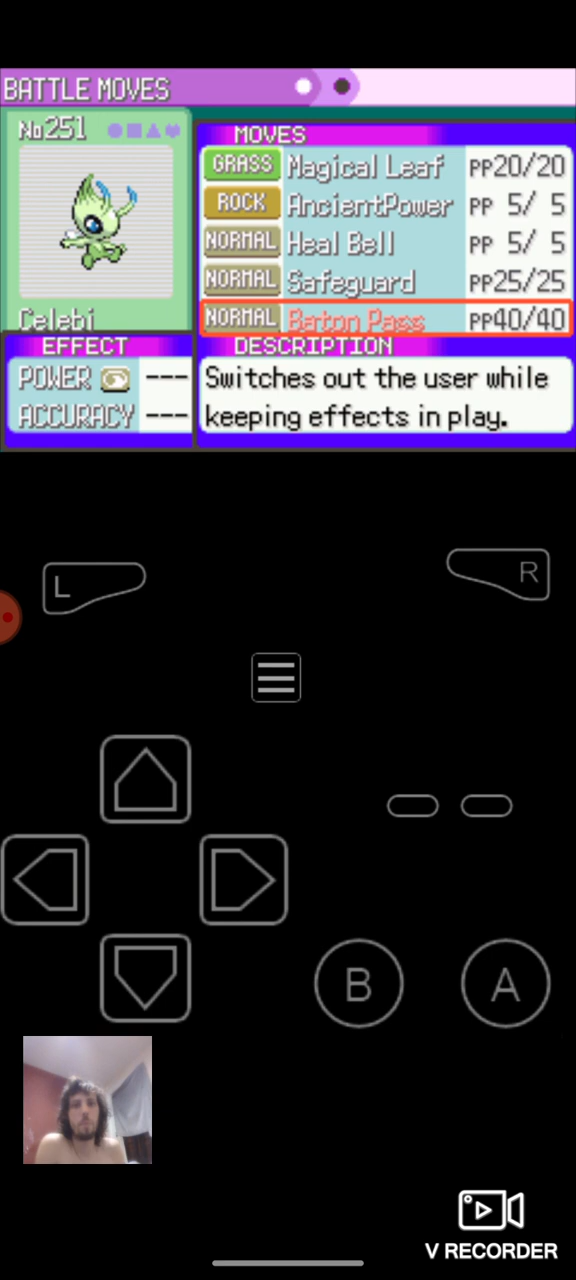 BATTLE MOVES
No251
MOVES
GRASS Magical Leaf PP20/20
ROCK AncientPower PP 5/ 5
NORMAL Heal Bell PP 5/ 5
NORMAL Safeguard PP25/25
Celebi
NORMAL Baton Pass PP40/40
EFFECT
DESCRIPTION
POWER ---
ACCURACY ---
Switches out the user while
keeping effects in play.
L
R
B
A
V RECORDER